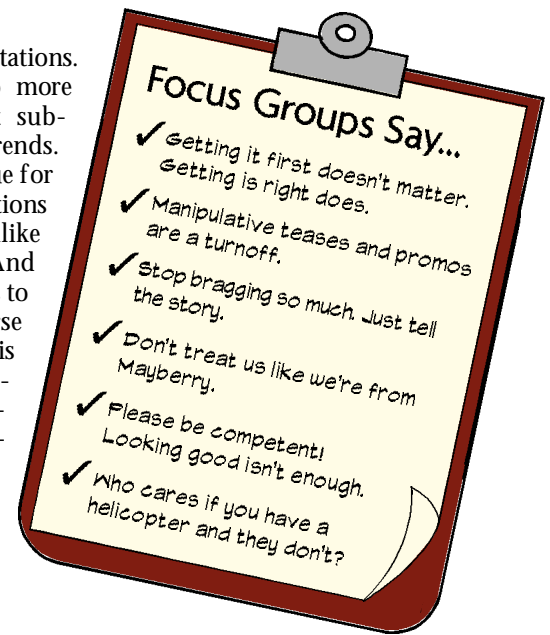 tations.
more
sub-
rends.
ue for
tions
like
And
to
rse
is
-
-
-
Focus Groups Say...
✓ Getting it first doesn't matter.
Getting is right does.
✓ Manipulative teases and promos
are a turnoff.
✓ Stop bragging so much. Just tell
the story.
✓ Don't treat us like we're from
Mayberry.
✓ Please be competent!
Looking good isn't enough.
✓ Who cares if you have a
helicopter and they don't?